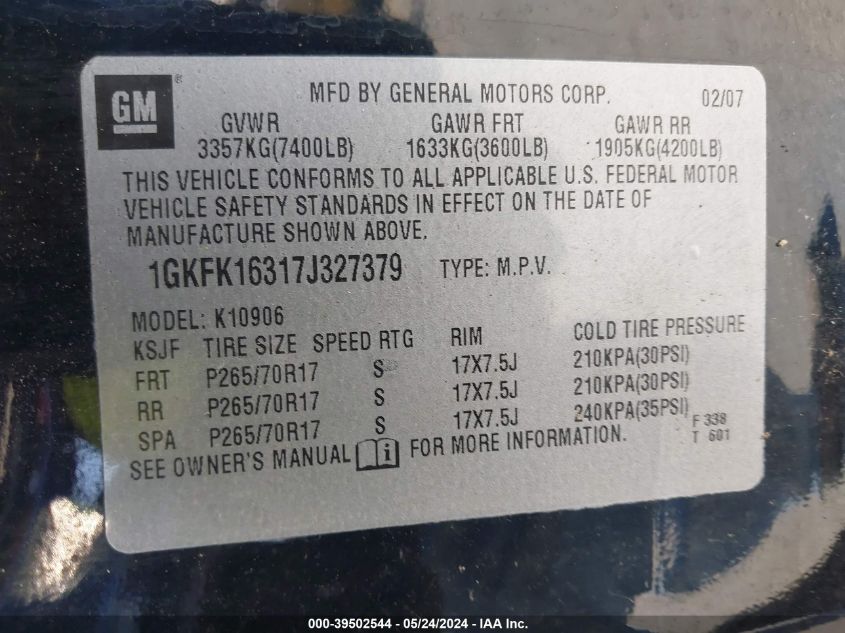 GM ®
MFD BY GENERAL MOTORS CORP. 02/07
GVWR GAWR FRT GAWR RR
3357KG(7400LB) 1633KG(3600LB) 1905KG(4200LB)
THIS VEHICLE CONFORMS TO ALL APPLICABLE U.S. FEDERAL MOTOR
VEHICLE SAFETY STANDARDS IN EFFECT ON THE DATE OF
MANUFACTURE SHOWN ABOVE.
1GKFK16317J327379 TYPE: M.P.V.
MODEL: K10906
KSJF TIRE SIZE SPEED RTG RIM COLD TIRE PRESSURE
FRT P265/70R17 S 17X7.5J 210KPA(30PSI)
RR P265/70R17 S 17X7.5J 210KPA(30PSI)
SPA P265/70R17 S 17X7.5J 240KPA(35PSI)
F 338
T 601
SEE OWNER'S MANUAL i FOR MORE INFORMATION.
000-39502544 - 05/24/2024 - IAA Inc.